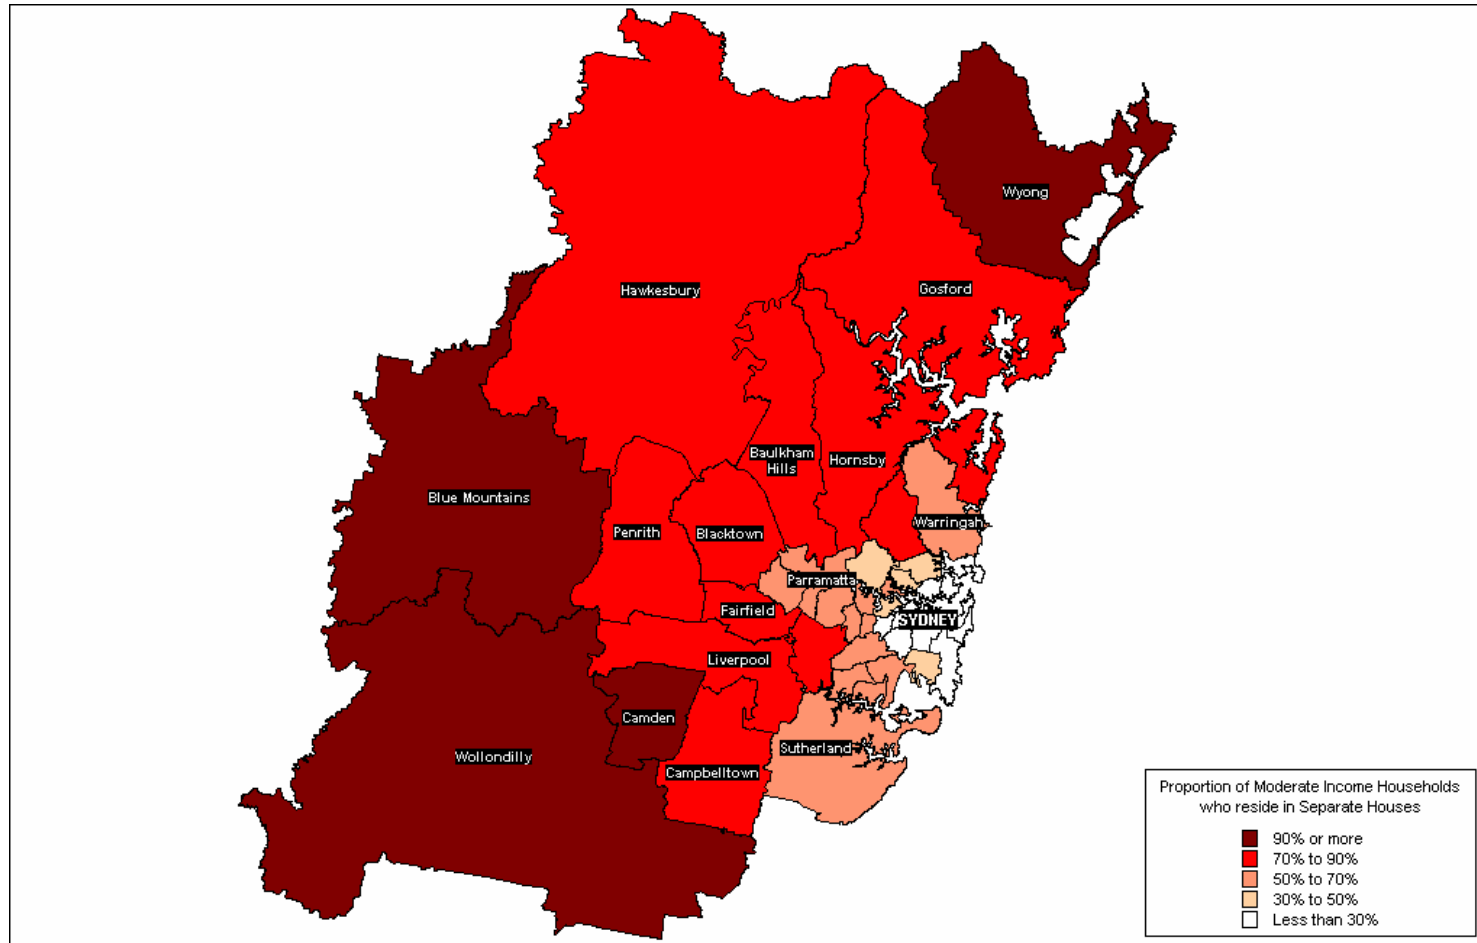 Wyong
Hawkesbury
Gosford
Baulkham
Hills
Hornsby
Blue Mountains
Penrith
Blacktown
Warringah
Parramatta
Fairfield
SYDNEY
Liverpool
Camden
Wollondilly
Sutherland
Campbelltown
Proportion of Moderate Income Households
who reside in Separate Houses
90% or more
70% to 90%
50% to 70%
30% to 50%
Less than 30%